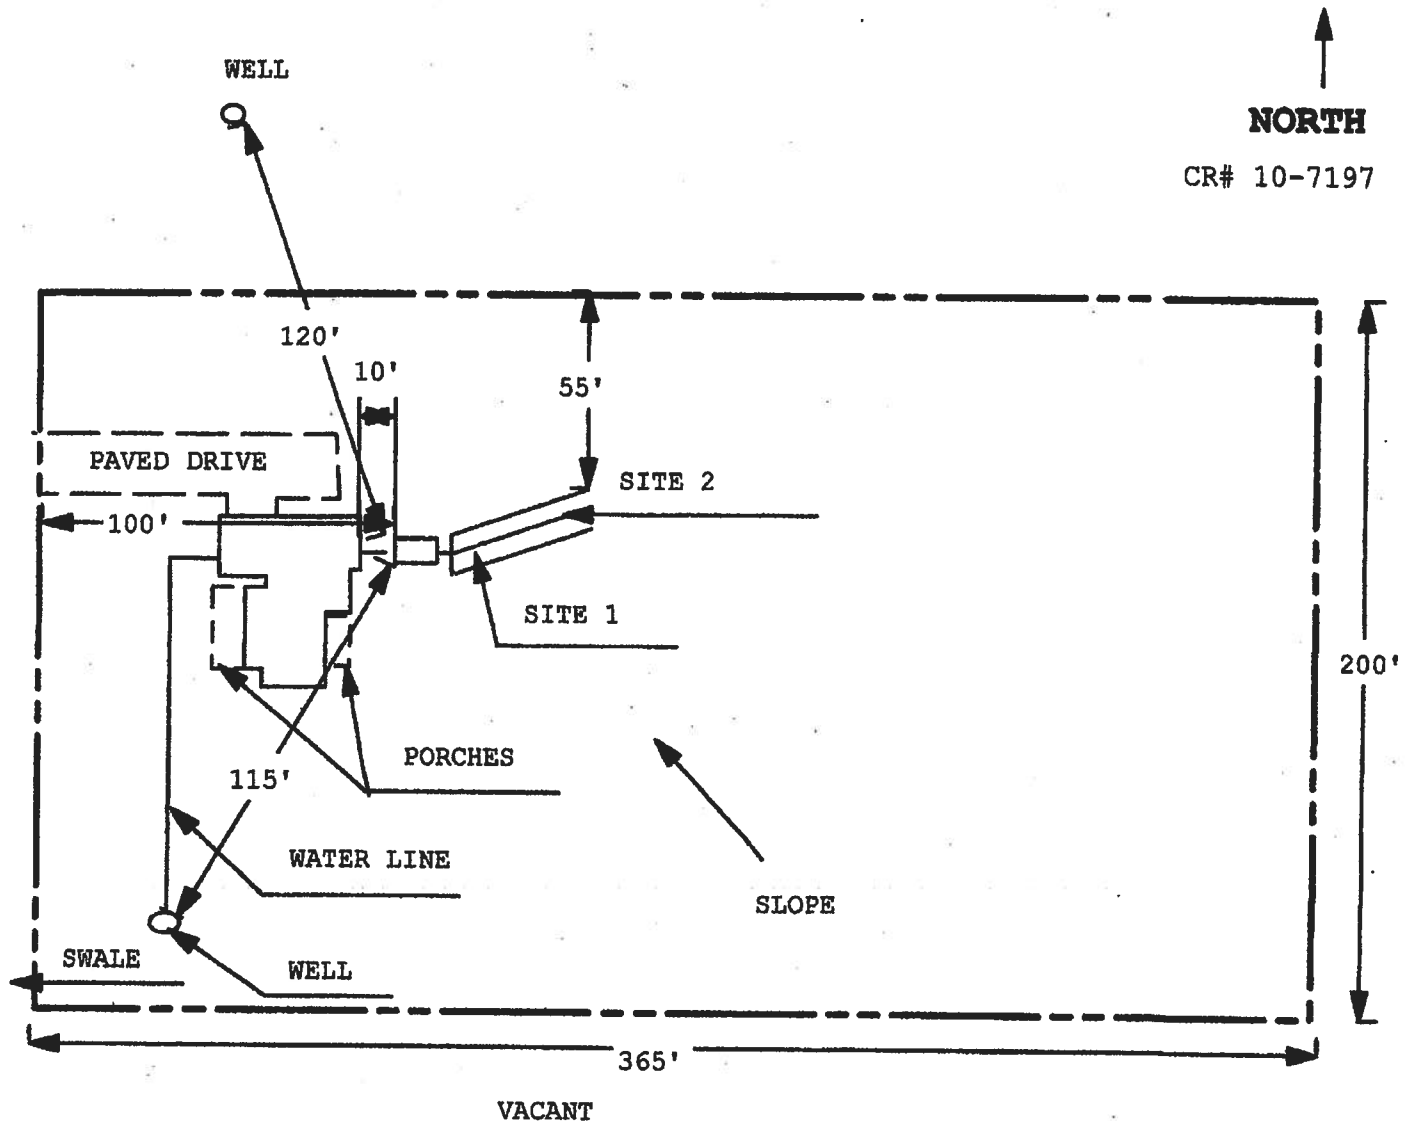 WELL
NORTH
CR# 10-7197
120'
10'
55'
PAVED DRIVE
SITE 2
100'
SITE 1
200'
PORCHES
115'
WATER LINE
SLOPE
SWALE
WELL
365'
VACANT